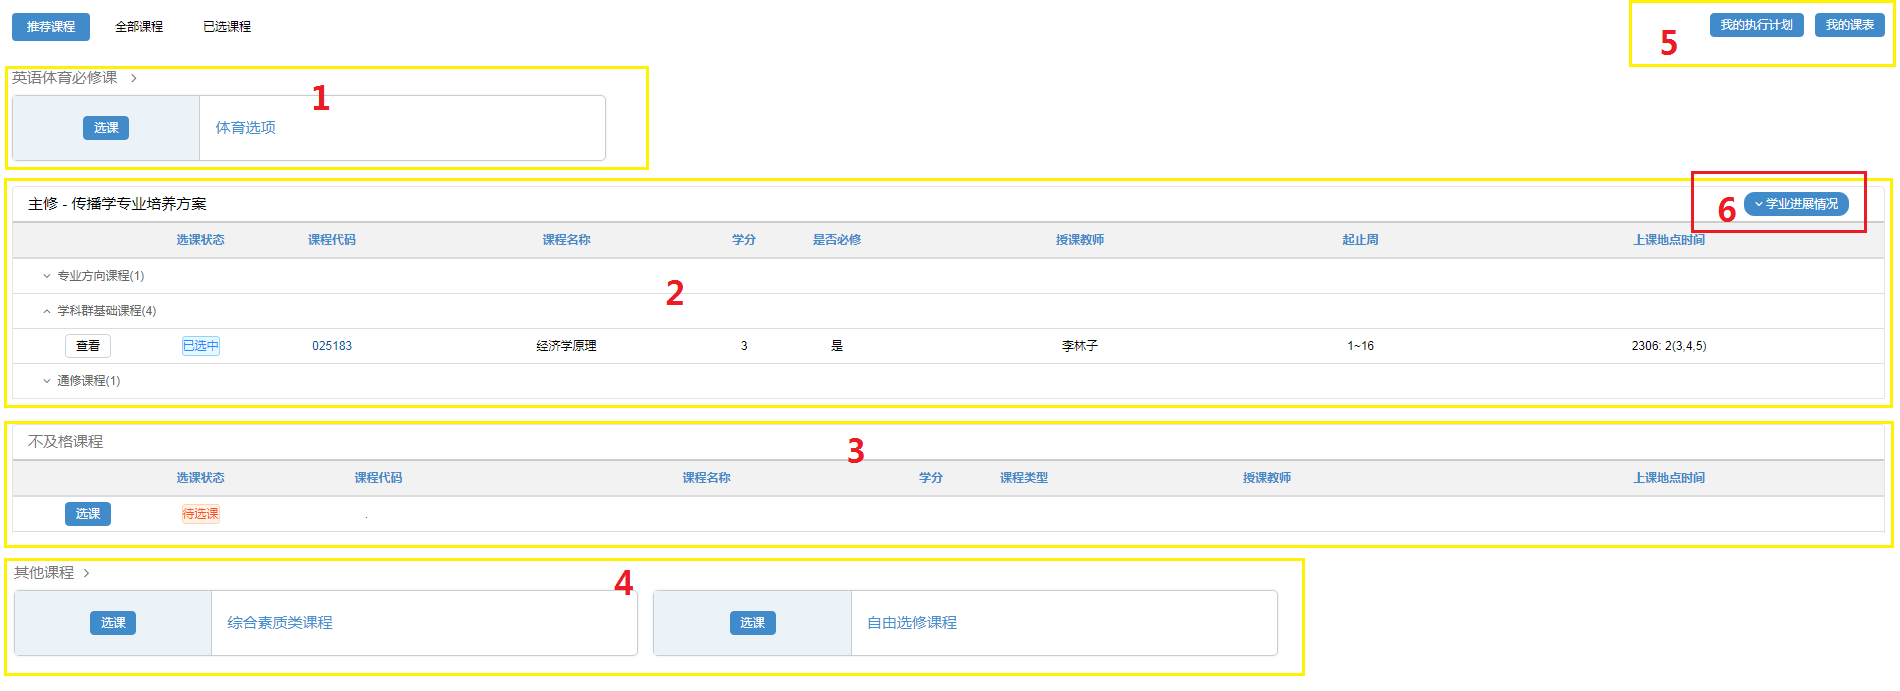 推荐课程 全部课程 已选课程 5 我的执行计划 我的课表
英语体育必修课
1
选课 体育选项
主修 - 传播学专业培养方案 6 学业进展情况
选课状态 课程代码 课程名称 学分 是否必修 授课教师 起止周 上课地点时间
专业方向课程(1)
2
学科群基础课程(4)
查看 已选中 025183 经济学原理 3 是 李林子 1~16 2306: 2(3,4,5)
通修课程(1)
不及格课程 3
选课状态 课程代码 课程名称 学分 课程类型 授课教师 上课地点时间
选课 待选课 .
其他课程 4
选课 综合素质类课程 选课 自由选修课程